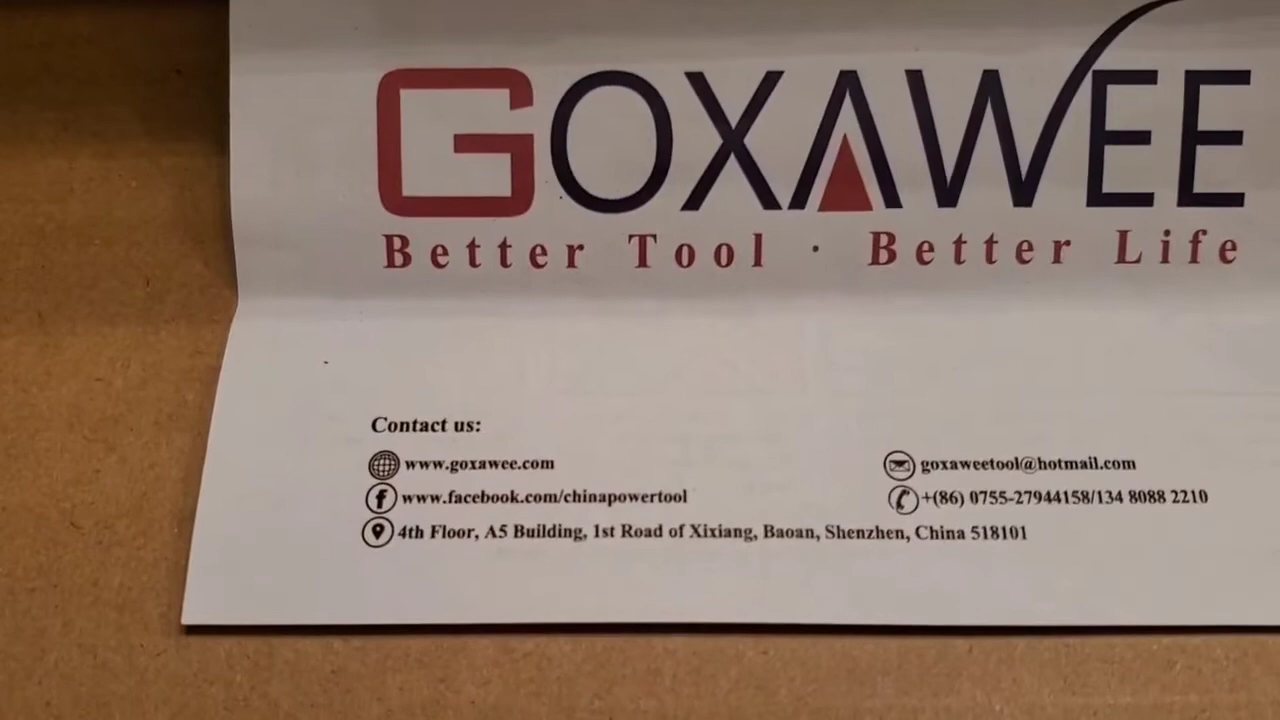 GOXAWEE
Better Tool · Better Life
Contact us:
www.goxawee.com
goxaweetool@hotmail.com
www.facebook.com/chinapowertool
+(86) 0755-27944158/134 8088 2210
4th Floor, A5 Building, 1st Road of Xixiang, Baoan, Shenzhen, China 518101